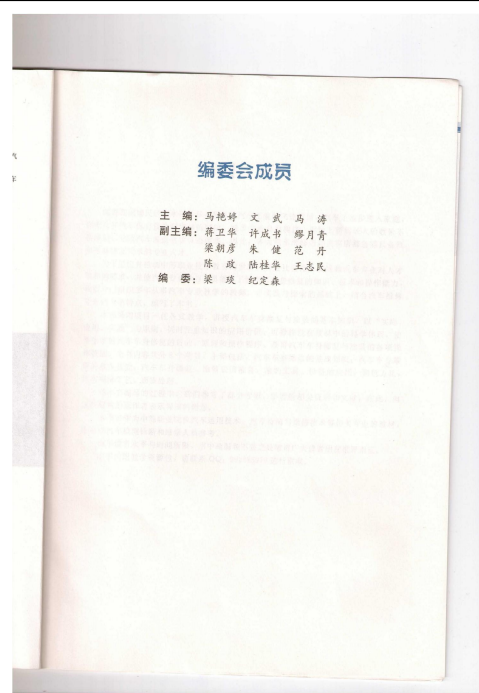 编委会成员
主 编：马艳婷 文 武 马 涛
副主编：蒋卫华 许成书 缪月青
梁朝彦 朱 健 范 丹
陈 政 陆桂华 王志民
编 委：梁 琰 纪定森